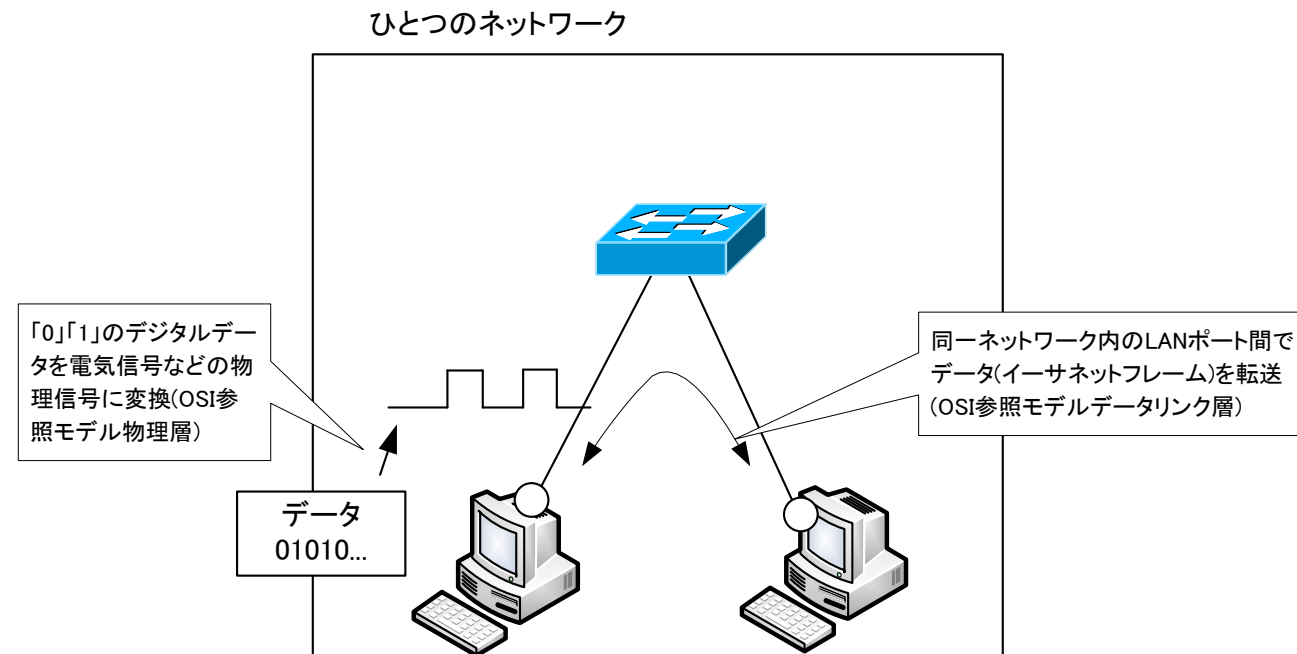 ひとつのネットワーク
「0」「1」のデジタルデー
タを電気信号などの物
理信号に変換(OSI参
照モデル物理層)
同一ネットワーク内のLANポート間で
データ(イーサネットフレーム)を転送
(OSI参照モデルデータリンク層)
データ
01010...